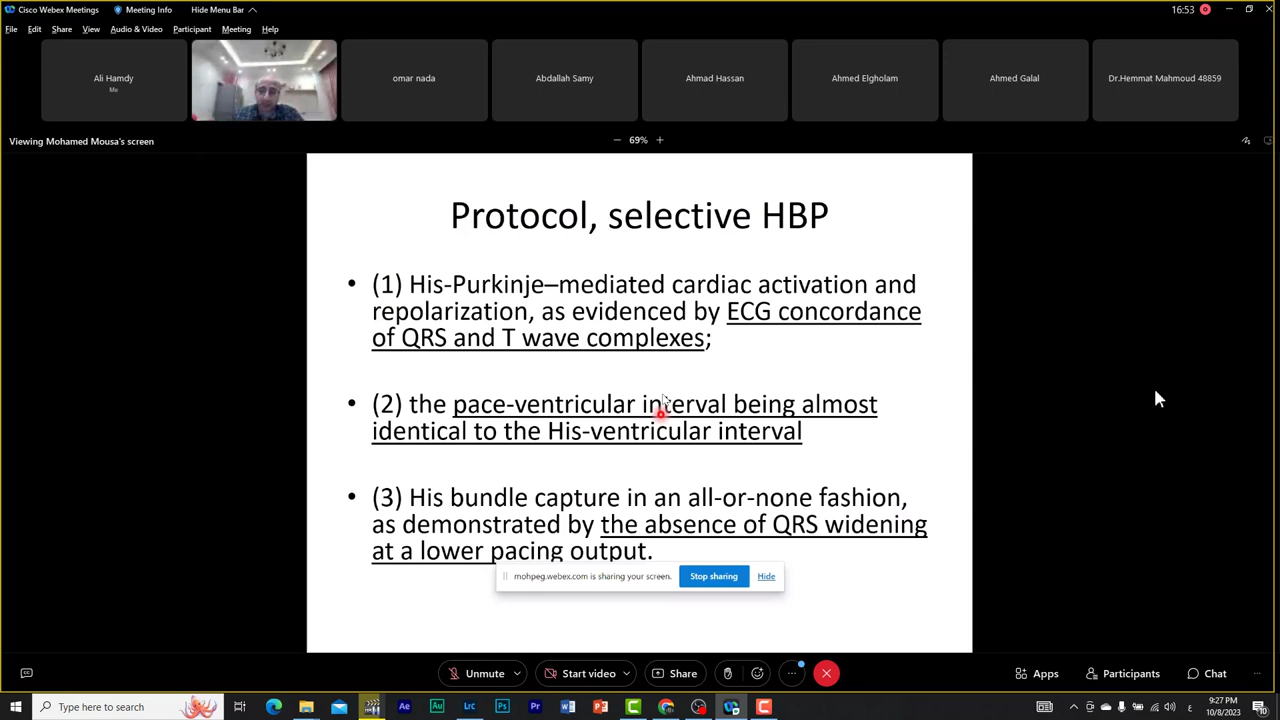 Cisco Webex Meetings
Meeting Info
Hide Menu Bar
16:53
File
Edit
Share
View
Audio & Video
Participant
Meeting
Help
Ali Hamdy
Me
omar nada
Abdallah Samy
Ahmad Hassan
Ahmed Elgholam
Ahmed Galal
Dr.Hemmat Mahmoud 48859
Viewing Mohamed Mousa's screen
69%
Protocol, selective HBP
• (1) His-Purkinje–mediated cardiac activation and
repolarization, as evidenced by ECG concordance
of QRS and T wave complexes;
• (2) the pace-ventricular interval being almost
identical to the His-ventricular interval
• (3) His bundle capture in an all-or-none fashion,
as demonstrated by the absence of QRS widening
at a lower pacing output.
mohpeg.webex.com is sharing your screen.
Stop sharing
Hide
Unmute
Start video
Share
Apps
Participants
Chat
Type here to search
Ae
Au
Lrc
Ps
Pr
9:27 PM
10/8/2023